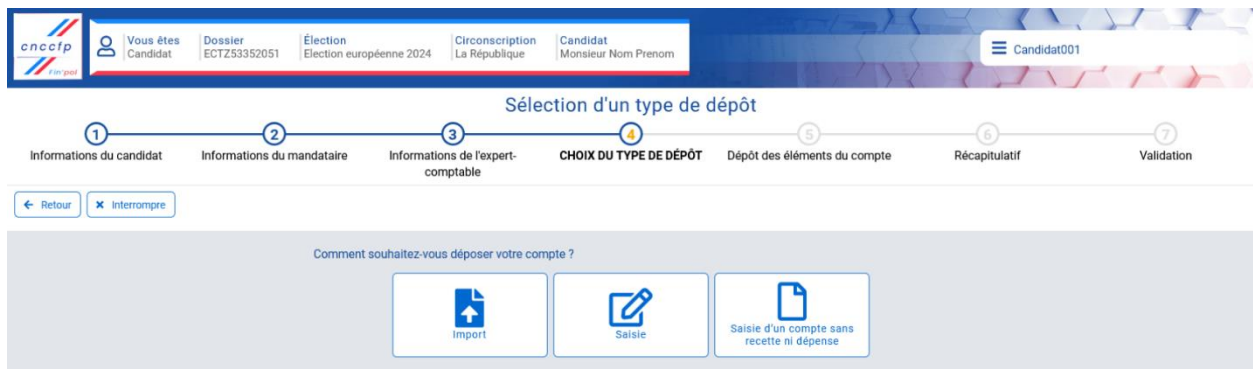 cnccfp
Fin'pol
Vous êtes
Candidat
Dossier
ECTZ53352051
Élection
Election européenne 2024
Circonscription
La République
Candidat
Monsieur Nom Prenom
Candidat001
Sélection d'un type de dépôt
1
2
3
4
5
6
7
Informations du candidat
Informations du mandataire
Informations de l'expert-
comptable
CHOIX DU TYPE DE DÉPÔT
Dépôt des éléments du compte
Récapitulatif
Validation
Retour
Interrompre
Comment souhaitez-vous déposer votre compte ?
Import
Saisie
Saisie d'un compte sans
recette ni dépense